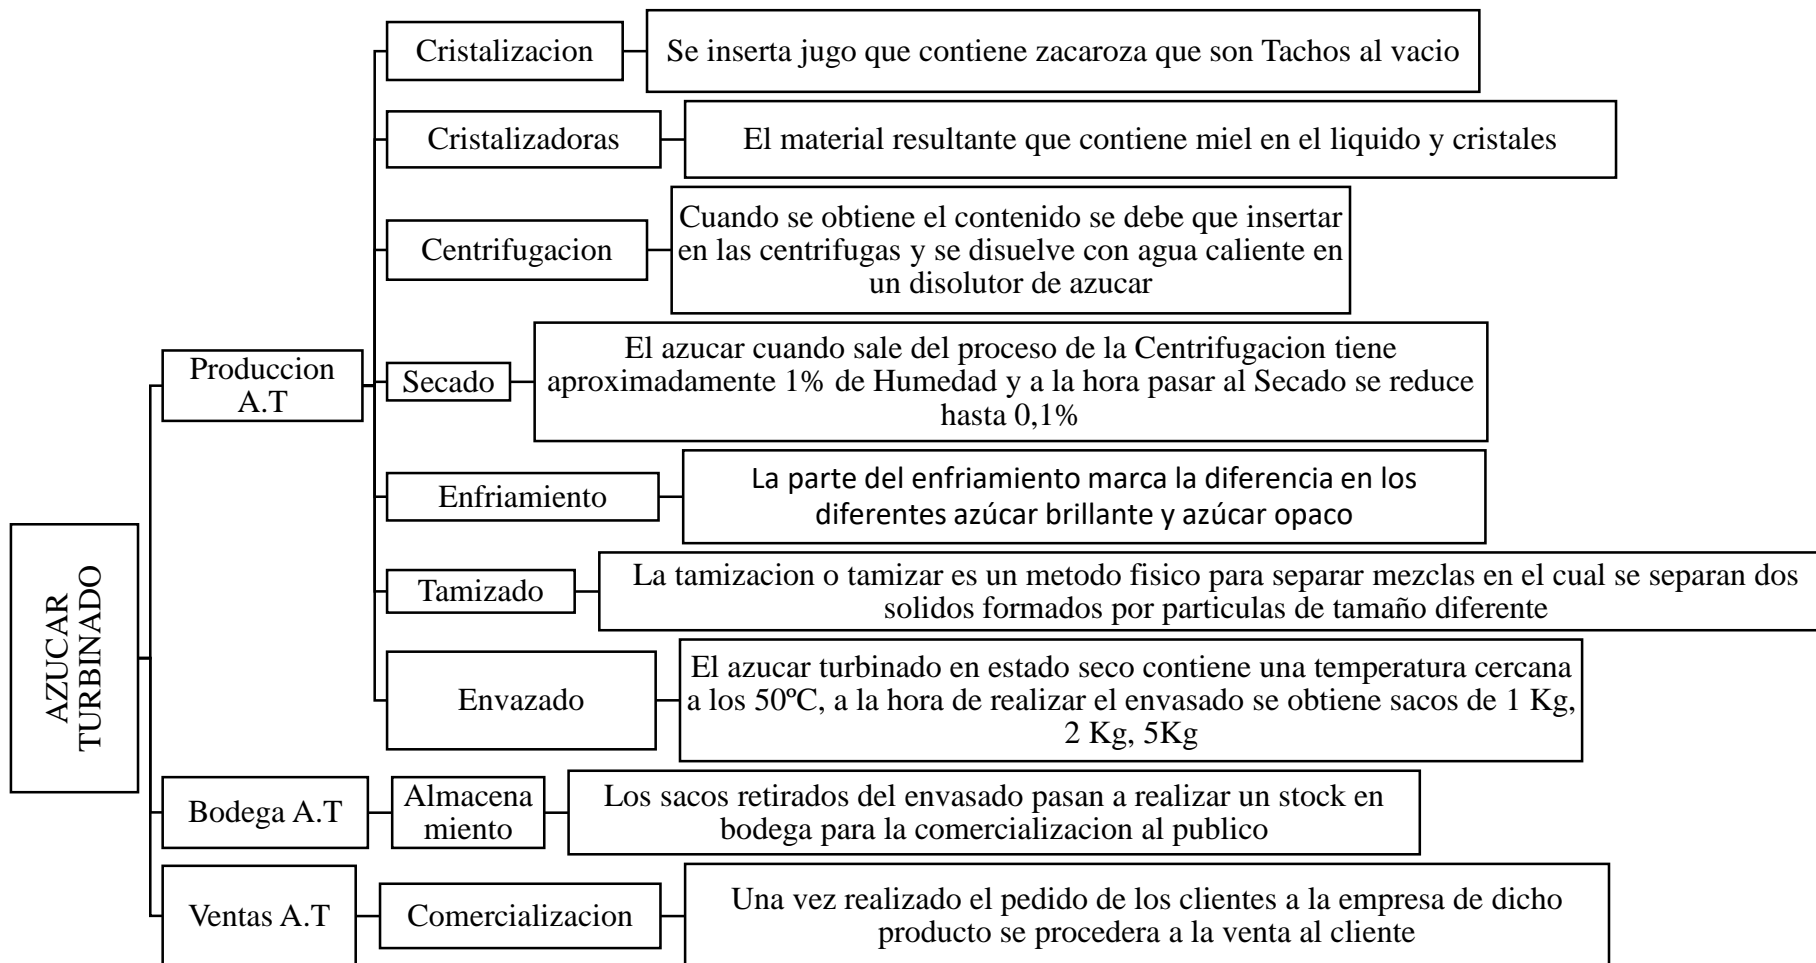 AZUCAR
TURBINADO
Produccion
A.T
Cristalizacion
Se inserta jugo que contiene zacaroza que son Tachos al vacio
Cristalizadoras
El material resultante que contiene miel en el liquido y cristales
Centrifugacion
Cuando se obtiene el contenido se debe que insertar
en las centrifugas y se disuelve con agua caliente en
un disolutor de azucar
Secado
El azucar cuando sale del proceso de la Centrifugacion tiene
aproximadamente 1% de Humedad y a la hora pasar al Secado se reduce
hasta 0,1%
Enfriamiento
La parte del enfriamiento marca la diferencia en los
diferentes azúcar brillante y azúcar opaco
Tamizado
La tamizacion o tamizar es un metodo fisico para separar mezclas en el cual se separan dos
solidos formados por particulas de tamaño diferente
Envazado
El azucar turbinado en estado seco contiene una temperatura cercana
a los 50ºC, a la hora de realizar el envasado se obtiene sacos de 1 Kg,
2 Kg, 5Kg
Bodega A.T
Almacena
miento
Los sacos retirados del envasado pasan a realizar un stock en
bodega para la comercializacion al publico
Ventas A.T
Comercializacion
Una vez realizado el pedido de los clientes a la empresa de dicho
producto se procedera a la venta al cliente